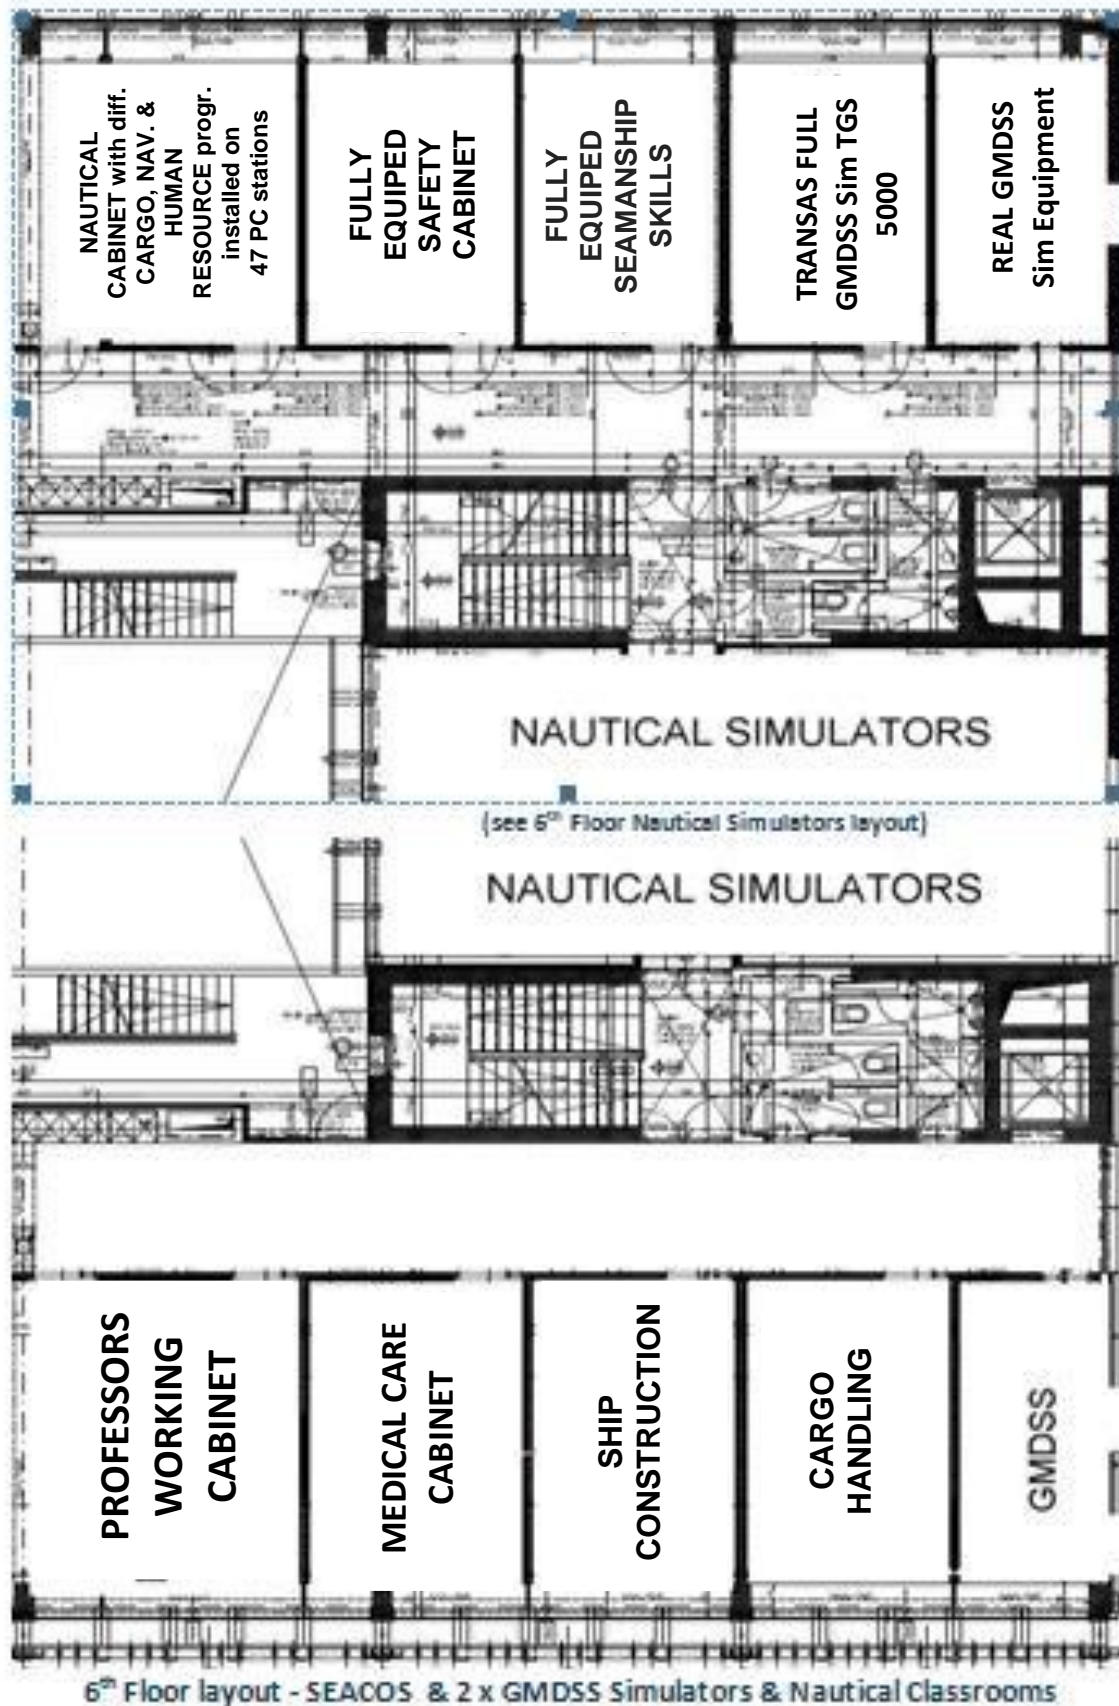 NAUTICAL
CABINET with diff.
CARGO, NAV. &
HUMAN
RESOURCE progr.
installed on
47 PC stations
FULLY
EQUIPED
SAFETY
CABINET
FULLY
EQUIPED
SEAMANSHIP
SKILLS
TRANSAS FULL
GMDSS Sim TGS
5000
REAL GMDSS
Sim Equipment
NAUTICAL SIMULATORS
(see 6th Floor Nautical Simulators layout)
NAUTICAL SIMULATORS
PROFESSORS
WORKING
CABINET
MEDICAL CARE
CABINET
SHIP
CONSTRUCTION
CARGO
HANDLING
GMDSS
6th Floor layout - SEACOS & 2 x GMDSS Simulators & Nautical Classrooms